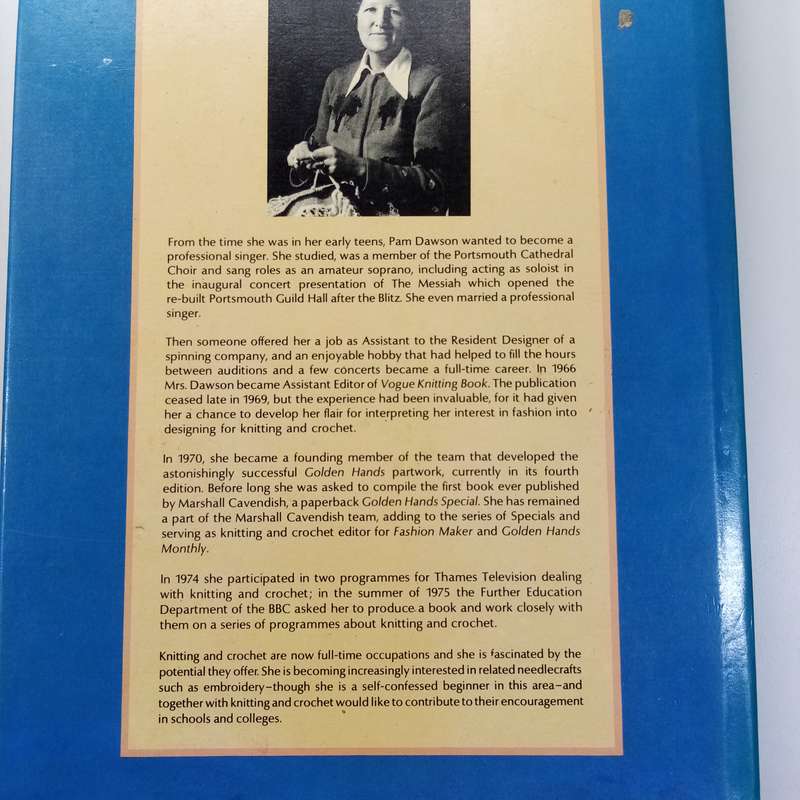 From the time she was in her early teens, Pam Dawson wanted to become a
professional singer. She studied, was a member of the Portsmouth Cathedral
Choir and sang roles as an amateur soprano, including acting as soloist in
the inaugural concert presentation of The Messiah which opened the
re-built Portsmouth Guild Hall after the Blitz. She even married a professional
singer.
Then someone offered her a job as Assistant to the Resident Designer of a
spinning company, and an enjoyable hobby that had helped to fill the hours
between auditions and a few concerts became a full-time career. In 1966
Mrs. Dawson became Assistant Editor of Vogue Knitting Book. The publication
ceased late in 1969, but the experience had been invaluable, for it had given
her a chance to develop her flair for interpreting her interest in fashion into
designing for knitting and crochet.
In 1970, she became a founding member of the team that developed the
astonishingly successful Golden Hands partwork, currently in its fourth
edition. Before long she was asked to compile the first book ever published
by Marshall Cavendish, a paperback Golden Hands Special. She has remained
a part of the Marshall Cavendish team, adding to the series of Specials and
serving as knitting and crochet editor for Fashion Maker and Golden Hands
Monthly.
In 1974 she participated in two programmes for Thames Television dealing
with knitting and crochet; in the summer of 1975 the Further Education
Department of the BBC asked her to produce a book and work closely with
them on a series of programmes about knitting and crochet.
Knitting and crochet are now full-time occupations and she is fascinated by the
potential they offer. She is becoming increasingly interested in related needlecrafts
such as embroidery–though she is a self-confessed beginner in this area–and
together with knitting and crochet would like to contribute to their encouragement
in schools and colleges.